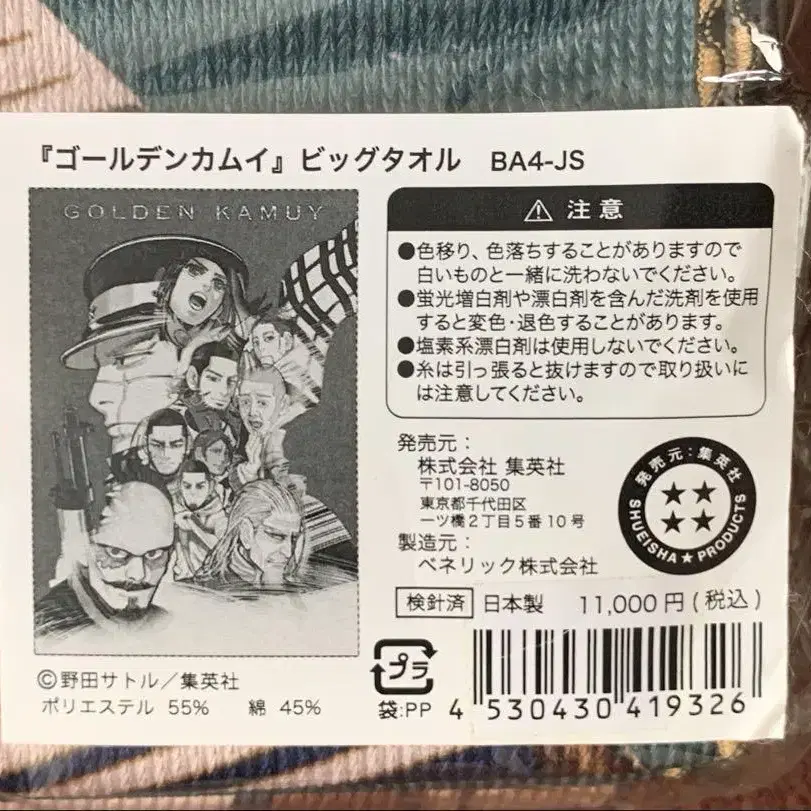 『ゴールデンカムイ』ビッグタオル BA4-JS
GOLDEN KAMUY
⚠ 注意
●色移り、色落ちすることがありますので
白いものと一緒に洗わないでください。
●蛍光増白剤や漂白剤を含んだ洗剤を使用
すると変色・退色することがあります。
●塩素系漂白剤は使用しないでください。
●糸は引っ張ると抜けますので取り扱いに
は注意してください。
発売元：
株式会社 集英社
〒101-8050
東京都千代田区
一ツ橋2丁目5番10号
製造元：
ベネリック株式会社
発売元：集英社
SHUEISHA★PRODUCTS
検針済 日本製 11,000円(税込)
©野田サトル／集英社
ポリエステル 55% 綿 45%
プラ
袋:PP
4 530430 419326